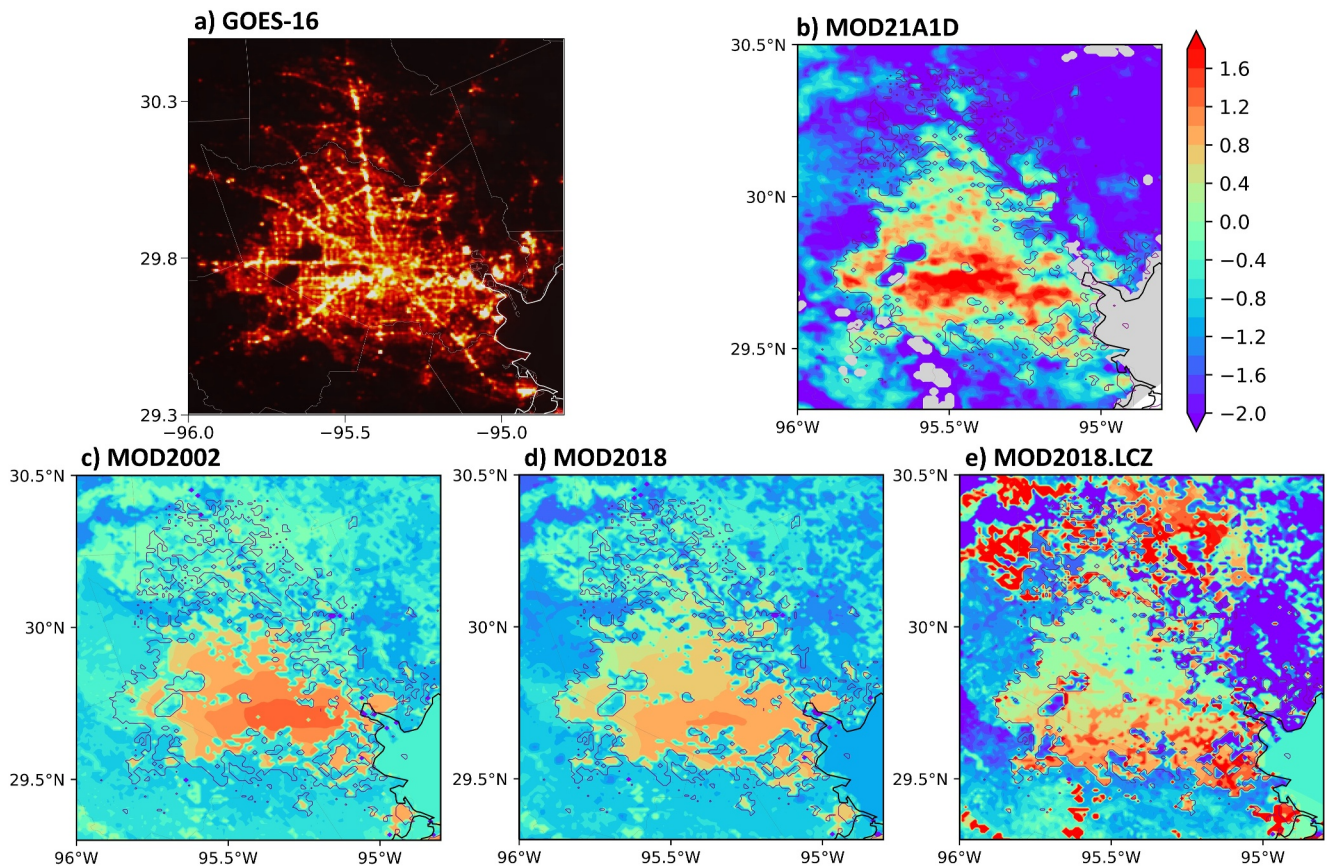 a) GOES-16
30.3
29.8
29.3
−96.0
−95.5
−95.0
b) MOD21A1D
30.5°N
30°N
29.5°N
96°W
95.5°W
95°W
1.6
1.2
0.8
0.4
0.0
−0.4
−0.8
−1.2
−1.6
−2.0
c) MOD2002
30.5°N
30°N
29.5°N
96°W
95.5°W
95°W
d) MOD2018
30.5°N
30°N
29.5°N
96°W
95.5°W
95°W
e) MOD2018.LCZ
30.5°N
30°N
29.5°N
96°W
95.5°W
95°W